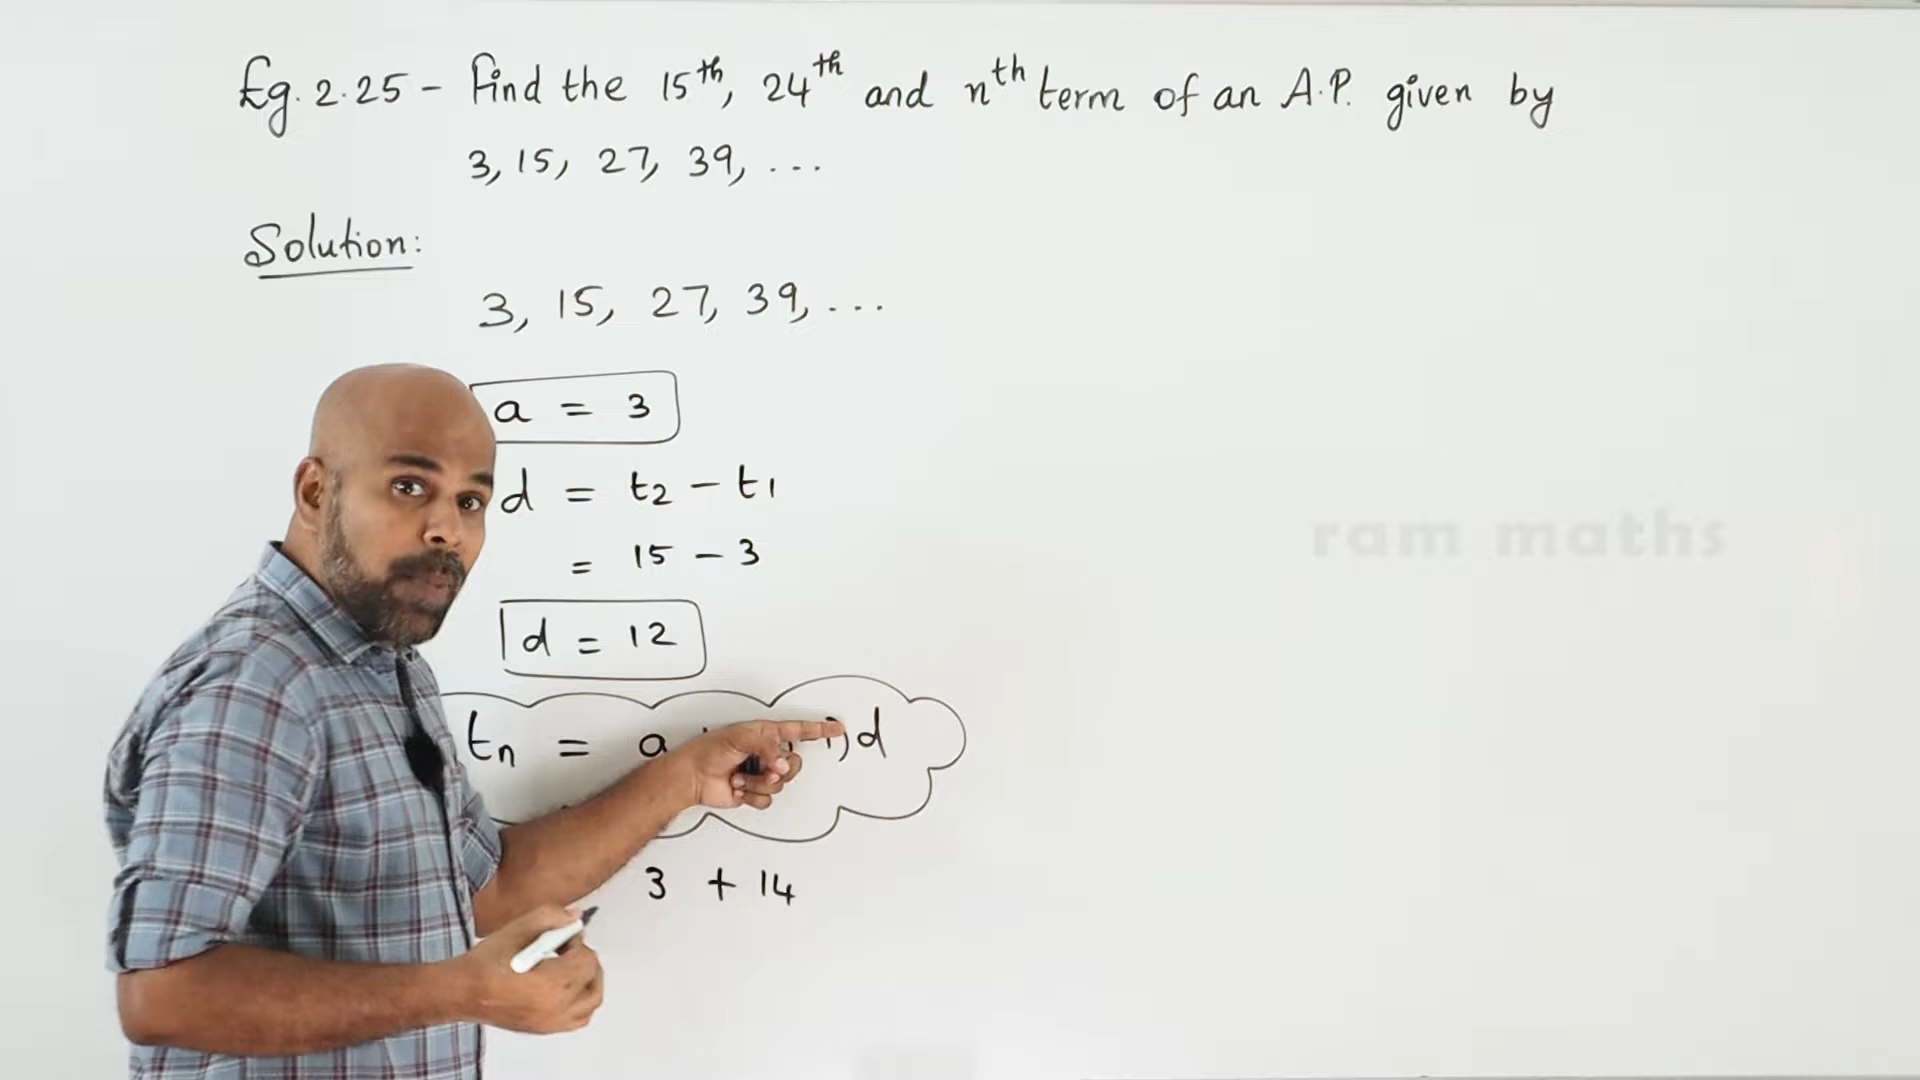 Eg. 2.25 - Find the 15th, 24th and nth term of an A.P. given by
3, 15, 27, 39, ...
Solution:
3, 15, 27, 39, ...
a = 3
d = t2 - t1
= 15 - 3
d = 12
tn = a -1)d
3 + 14
ram maths